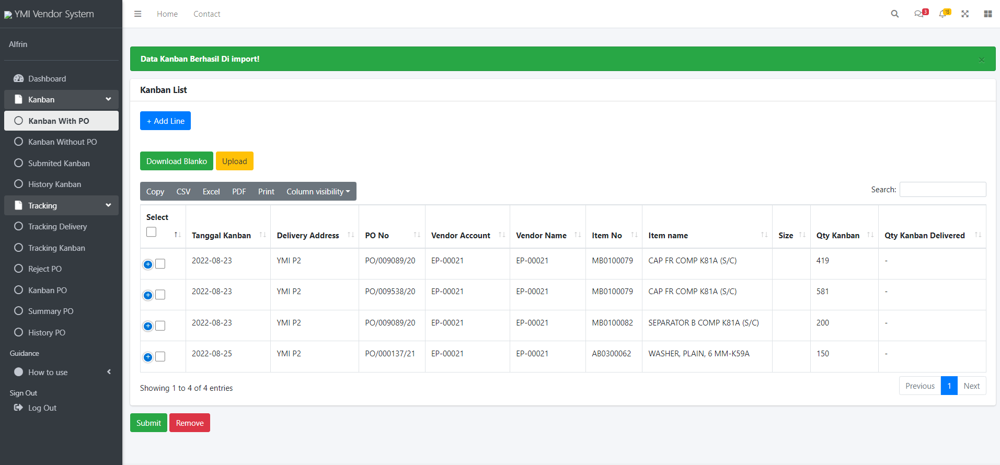 YMI Vendor System
Home Contact
3 15
Alfrin
Dashboard
Kanban
Kanban With PO
Kanban Without PO
Submited Kanban
History Kanban
Tracking
Tracking Delivery
Tracking Kanban
Reject PO
Kanban PO
Summary PO
History PO
Guidance
How to use
Sign Out
Log Out
Data Kanban Berhasil Di import! ×
Kanban List
+ Add Line
Download Blanko Upload
Copy CSV Excel PDF Print Column visibility Search:
Select
Tanggal Kanban Delivery Address PO No Vendor Account Vendor Name Item No Item name Size Qty Kanban Qty Kanban Delivered
2022-08-23 YMI P2 PO/009089/20 EP-00021 EP-00021 MB0100079 CAP FR COMP K81A (S/C) 419 -
2022-08-23 YMI P2 PO/009538/20 EP-00021 EP-00021 MB0100079 CAP FR COMP K81A (S/C) 581 -
2022-08-23 YMI P2 PO/009089/20 EP-00021 EP-00021 MB0100082 SEPARATOR B COMP K81A (S/C) 200 -
2022-08-25 YMI P2 PO/000137/21 EP-00021 EP-00021 AB0300062 WASHER, PLAIN, 6 MM-K59A 150 -
Showing 1 to 4 of 4 entries Previous 1 Next
Submit Remove